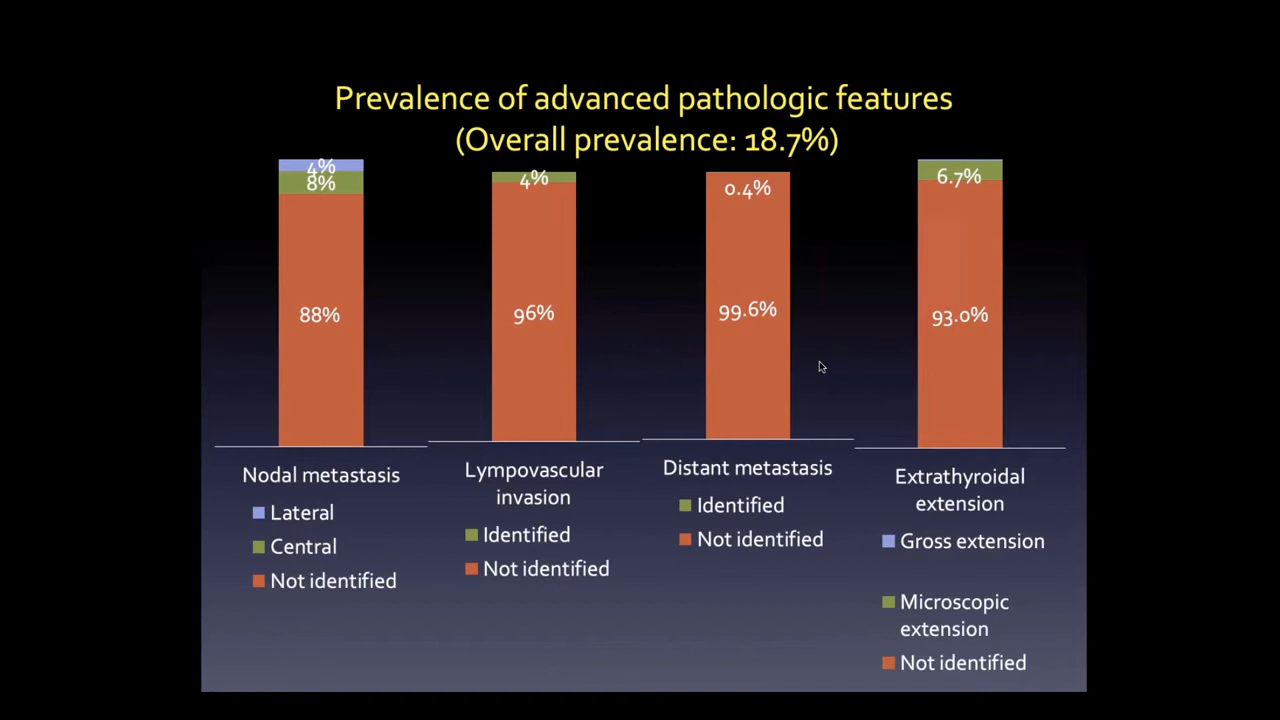 Prevalence of advanced pathologic features
(Overall prevalence: 18.7%)
4%
8%
88%
Nodal metastasis
Lateral
Central
Not identified
4%
96%
Lympovascular
invasion
Identified
Not identified
0.4%
99.6%
Distant metastasis
Identified
Not identified
6.7%
93.0%
Extrathyroidal
extension
Gross extension
Microscopic
extension
Not identified